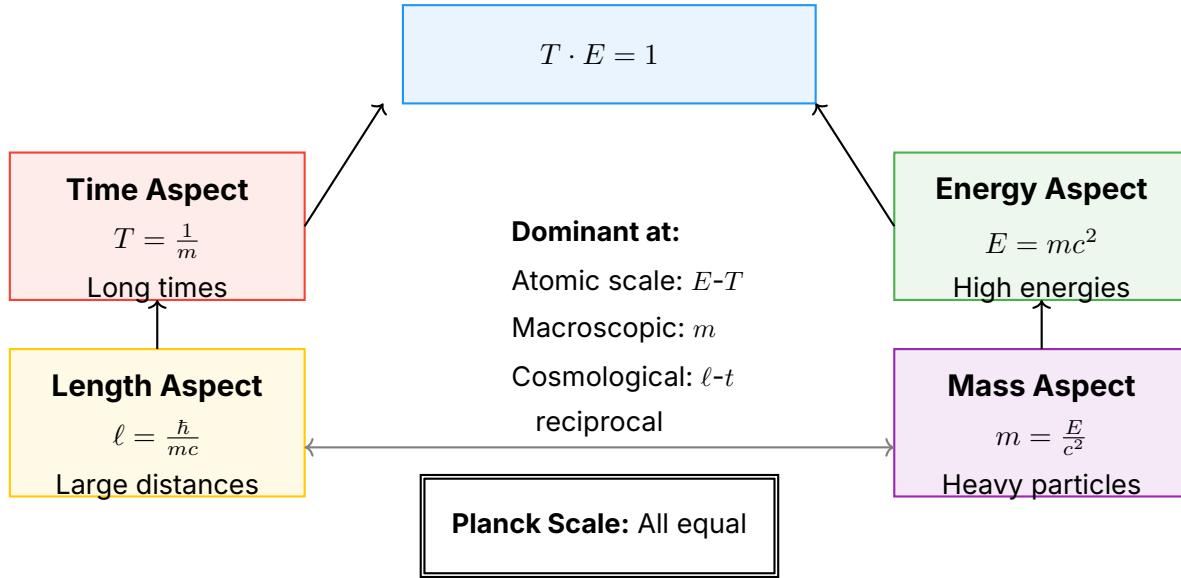 T · E = 1
Time Aspect
T = 1/m
Long times
Energy Aspect
E = mc²
High energies
Dominant at:
Atomic scale: E-T
Macroscopic: m
Cosmological: ℓ-t
reciprocal
Length Aspect
ℓ = ħ/mc
Large distances
Mass Aspect
m = E/c²
Heavy particles
Planck Scale: All equal